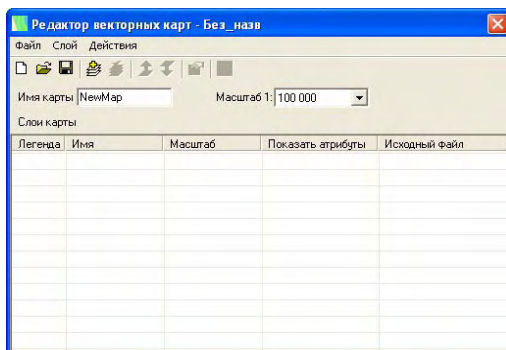 Редактор векторных карт - Без_назв
Файл Слой Действия
Имя карты NewMap Масштаб 1: 100 000
Слои карты
Легенда Имя Масштаб Показать атрибуты Исходный файл